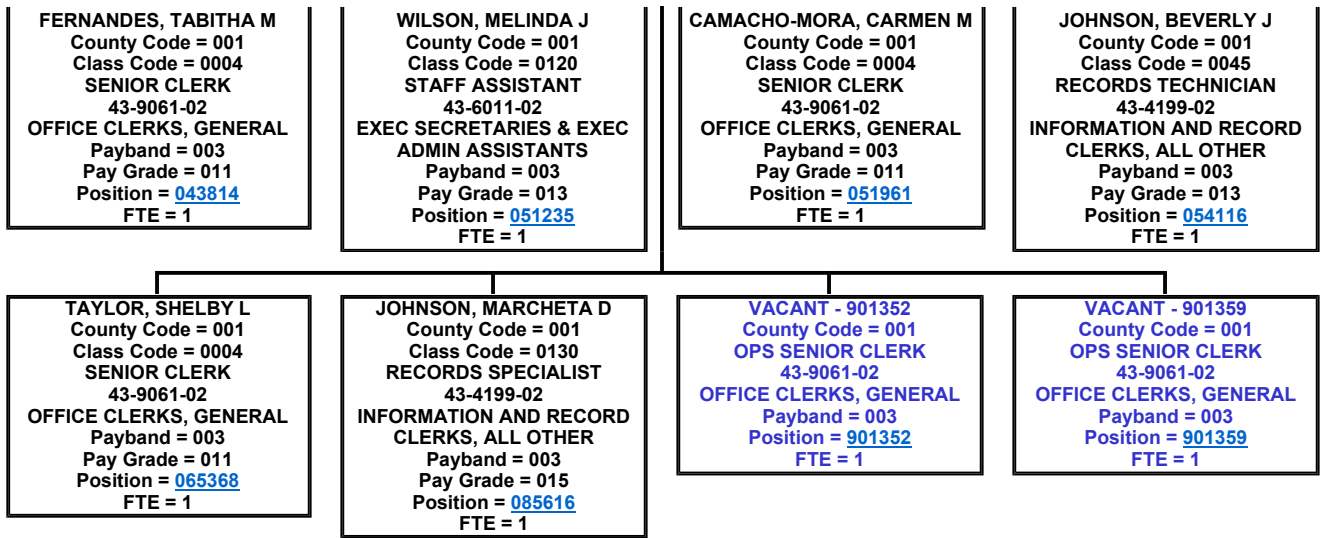 FERNANDES, TABITHA M
County Code = 001
Class Code = 0004
SENIOR CLERK
43-9061-02
OFFICE CLERKS, GENERAL
Payband = 003
Pay Grade = 011
Position = 043814
FTE = 1
WILSON, MELINDA J
County Code = 001
Class Code = 0120
STAFF ASSISTANT
43-6011-02
EXEC SECRETARIES & EXEC
ADMIN ASSISTANTS
Payband = 003
Pay Grade = 013
Position = 051235
FTE = 1
CAMACHO-MORA, CARMEN M
County Code = 001
Class Code = 0004
SENIOR CLERK
43-9061-02
OFFICE CLERKS, GENERAL
Payband = 003
Pay Grade = 011
Position = 051961
FTE = 1
JOHNSON, BEVERLY J
County Code = 001
Class Code = 0045
RECORDS TECHNICIAN
43-4199-02
INFORMATION AND RECORD
CLERKS, ALL OTHER
Payband = 003
Pay Grade = 013
Position = 054116
FTE = 1
TAYLOR, SHELBY L
County Code = 001
Class Code = 0004
SENIOR CLERK
43-9061-02
OFFICE CLERKS, GENERAL
Payband = 003
Pay Grade = 011
Position = 065368
FTE = 1
JOHNSON, MARCHETA D
County Code = 001
Class Code = 0130
RECORDS SPECIALIST
43-4199-02
INFORMATION AND RECORD
CLERKS, ALL OTHER
Payband = 003
Pay Grade = 015
Position = 085616
FTE = 1
VACANT - 901352
County Code = 001
OPS SENIOR CLERK
43-9061-02
OFFICE CLERKS, GENERAL
Payband = 003
Position = 901352
FTE = 1
VACANT - 901359
County Code = 001
OPS SENIOR CLERK
43-9061-02
OFFICE CLERKS, GENERAL
Payband = 003
Position = 901359
FTE = 1